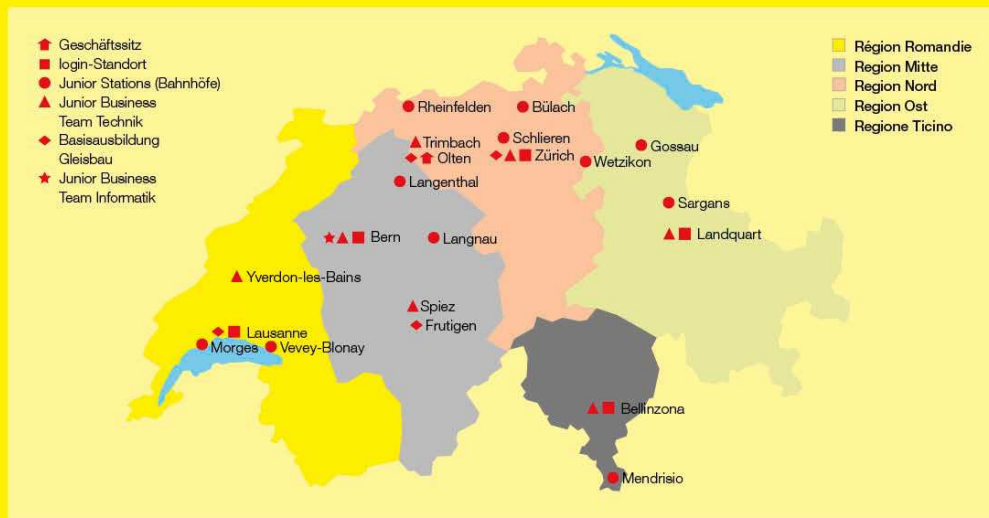 Geschäftssitz
login-Standort
Junior Stations (Bahnhöfe)
Junior Business
Team Technik
Basisausbildung
Gleisbau
Junior Business
Team Informatik
Région Romandie
Region Mitte
Region Nord
Region Ost
Regione Ticino
Rheinfelden
Bülach
Trimbach
Schlieren
Gossau
Olten
Zürich
Wetzikon
Langenthal
Sargans
Bern
Langnau
Landquart
Yverdon-les-Bains
Spiez
Frutigen
Lausanne
Morges
Vevey-Blonay
Bellinzona
Mendrisio